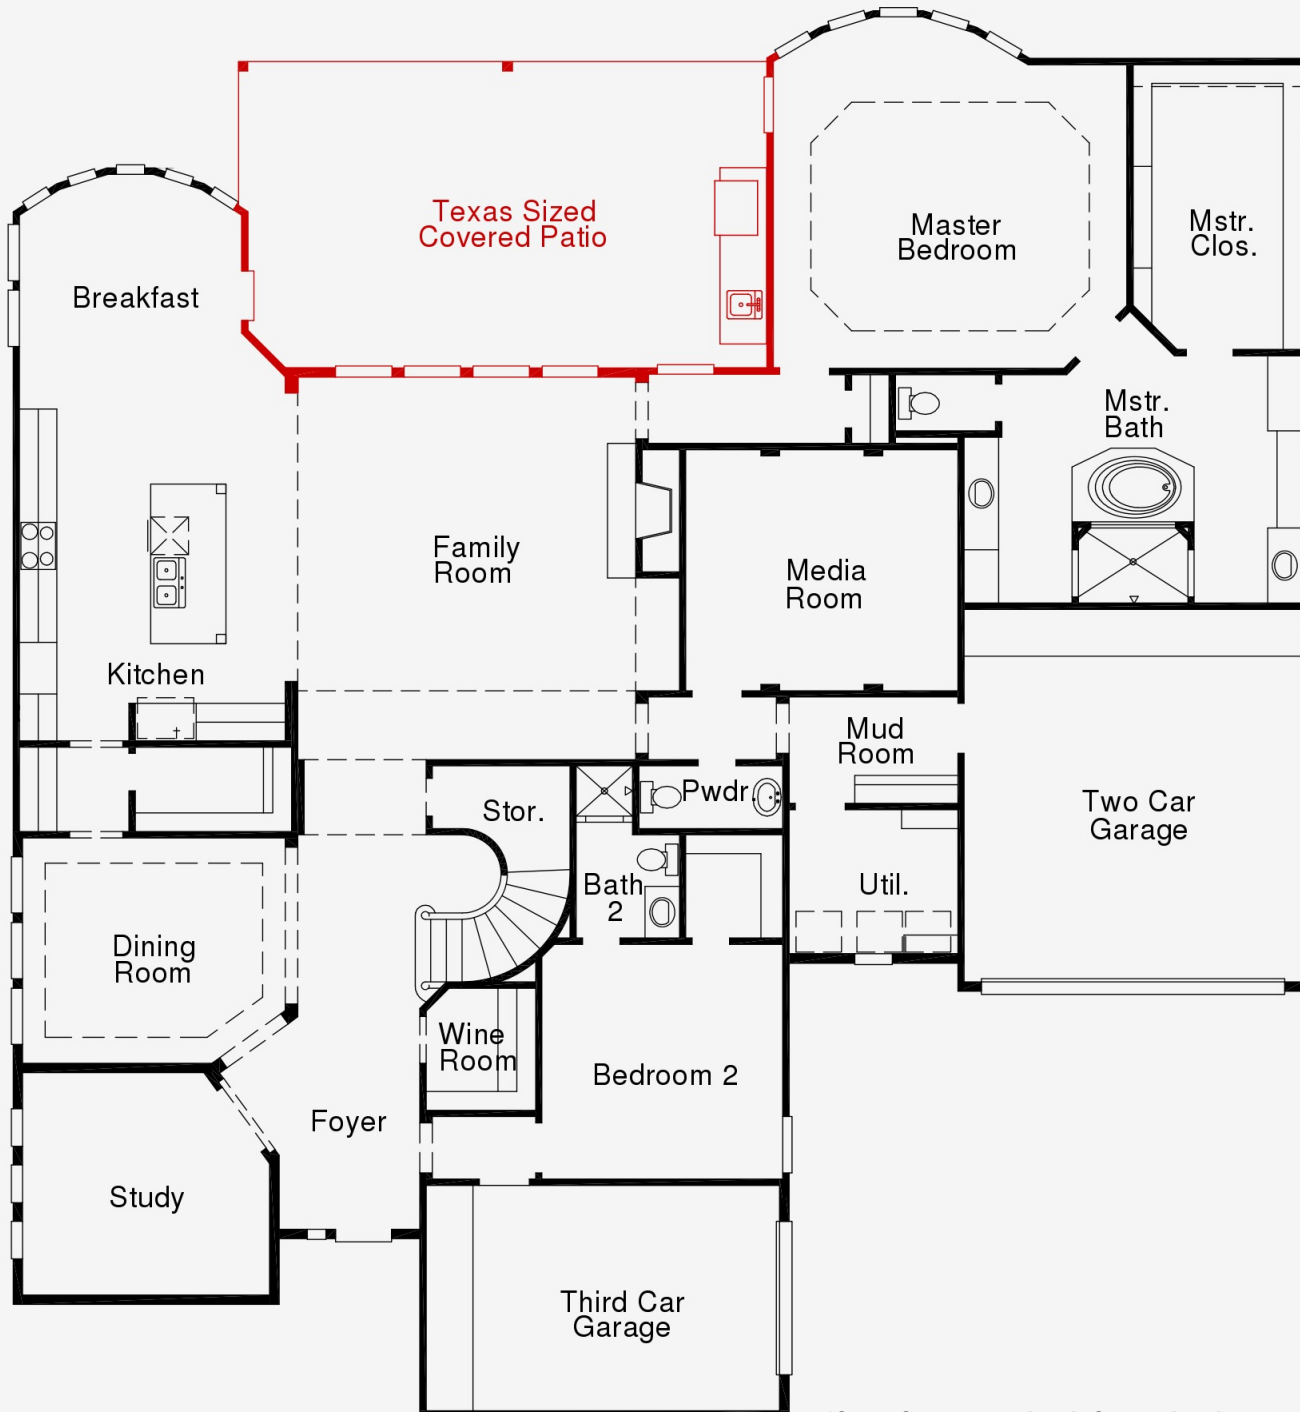 Texas Sized
Covered Patio
Master
Bedroom
Mstr.
Clos.
Breakfast
Mstr.
Bath
Family
Room
Media
Room
Kitchen
Mud
Room
Stor.
Pwdr.
Two Car
Garage
Bath
2
Util.
Dining
Room
Wine
Room
Bedroom 2
Foyer
Study
Third Car
Garage